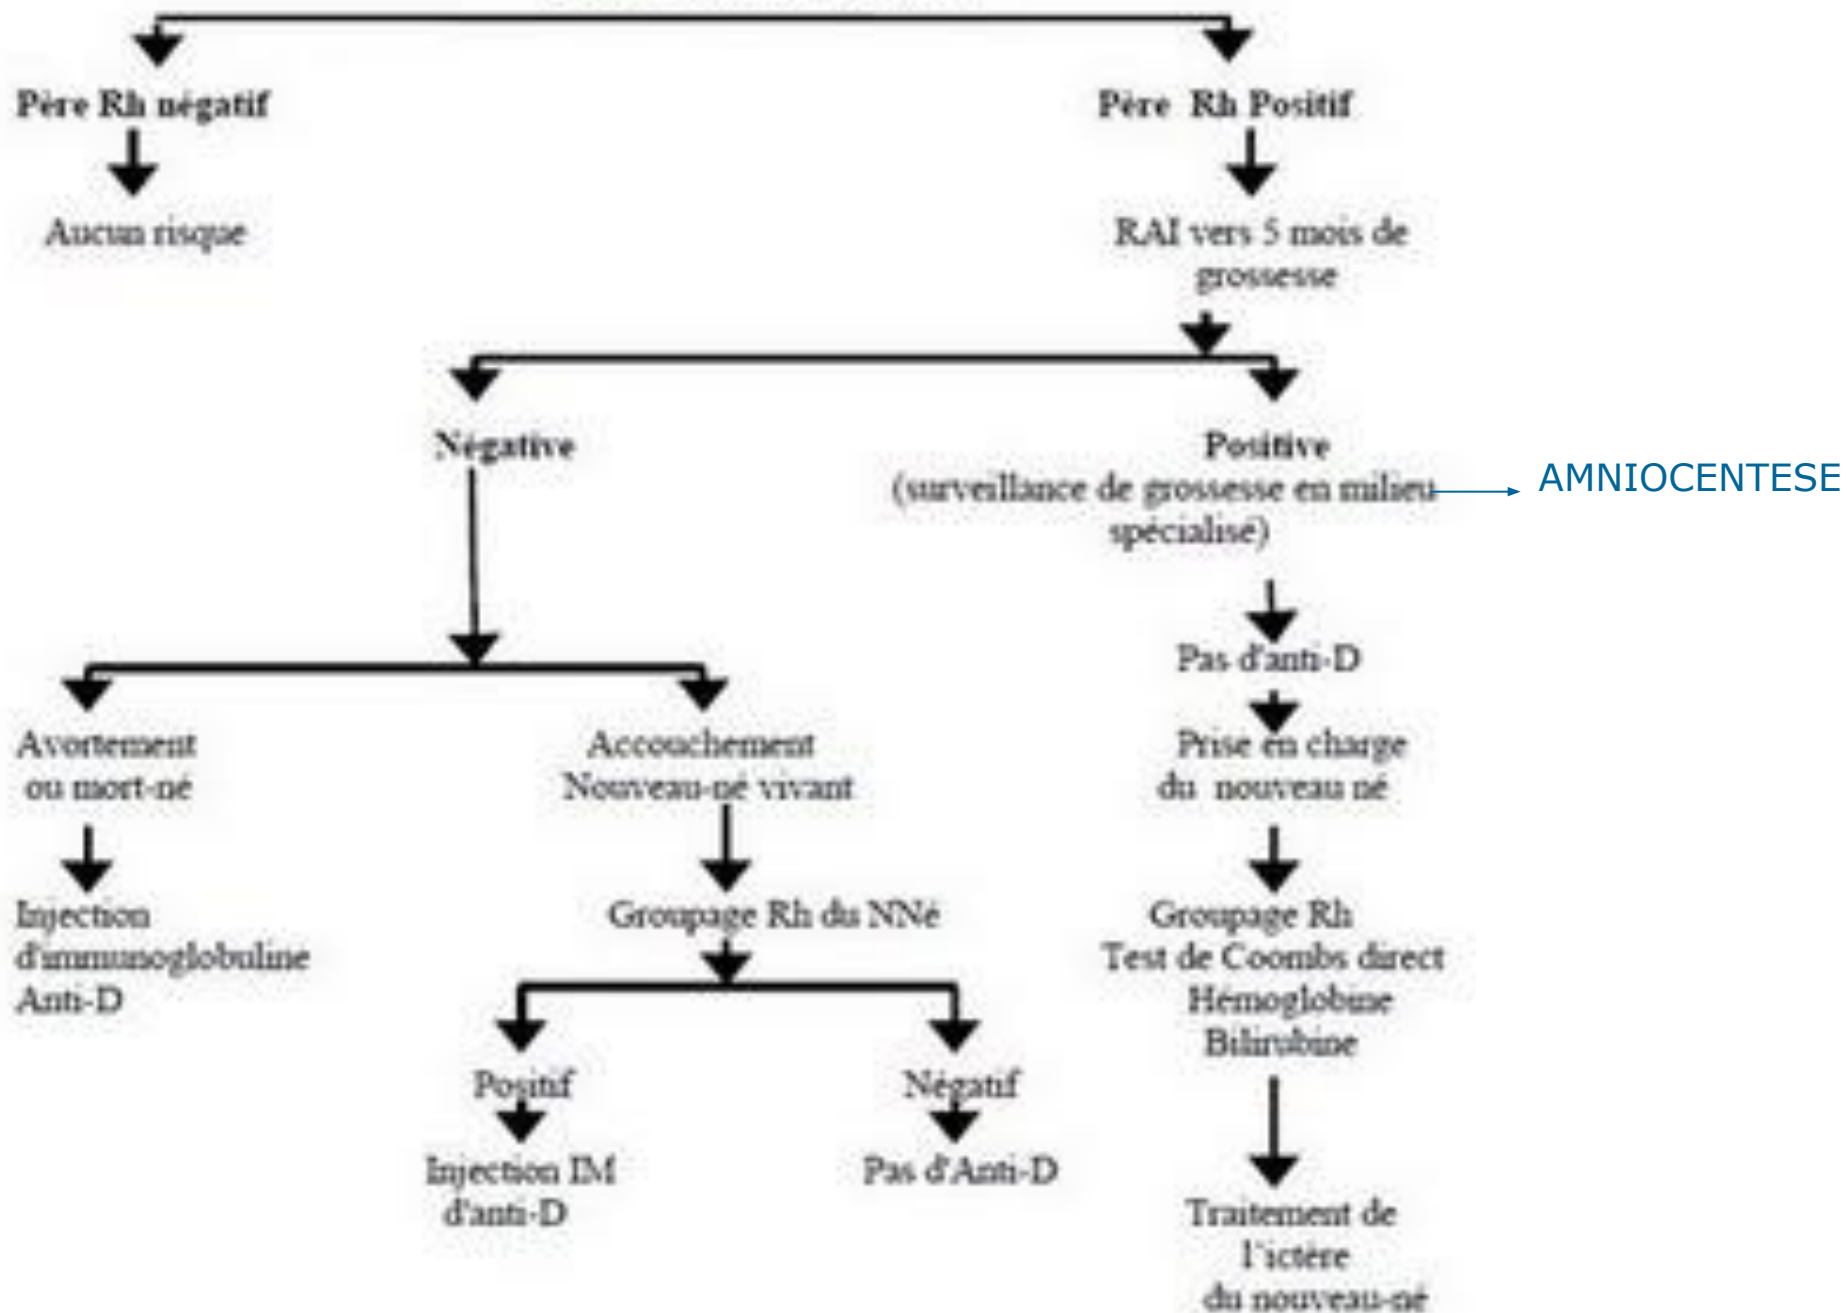 Père Rh négatif
Père Rh Positif
Aucun risque
RAI vers 5 mois de
grossesse
Négative
Positive
(surveillance de grossesse en milieu
spécialisé)
AMNIOCENTESE
Pas d'anti-D
Avortement
ou mort-né
Accouchement
Nouveau-né vivant
Prise en charge
du nouveau né
Injection
d'immunoglobuline
Anti-D
Groupage Rh du NNé
Groupage Rh
Test de Coombs direct
Hémoglobine
Bilirubine
Positif
Négatif
Injection IM
d'anti-D
Pas d'Anti-D
Traitement de
l'ictère
du nouveau-né